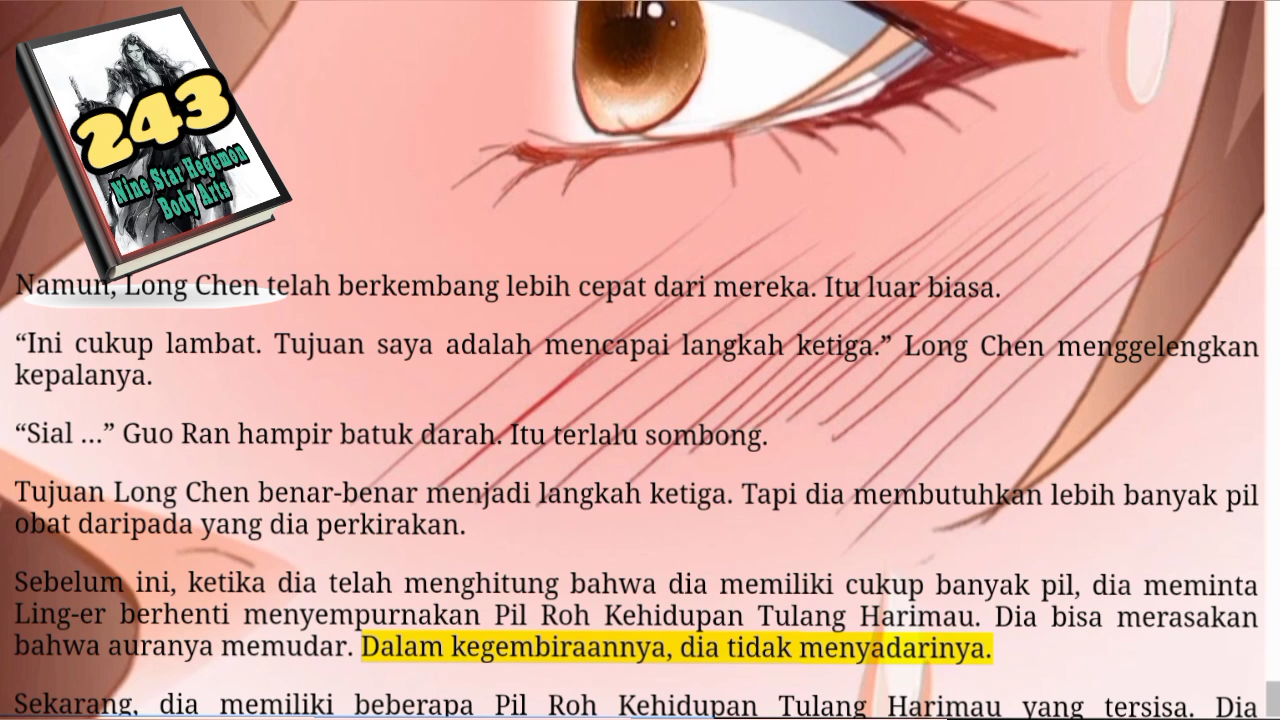 243
Nine Star Hegemon
Body Arts
Namun, Long Chen telah berkembang lebih cepat dari mereka. Itu luar biasa.
“Ini cukup lambat. Tujuan saya adalah mencapai langkah ketiga.” Long Chen menggelengkan
kepalanya.
“Sial ...” Guo Ran hampir batuk darah. Itu terlalu sombong.
Tujuan Long Chen benar-benar menjadi langkah ketiga. Tapi dia membutuhkan lebih banyak pil
obat daripada yang dia perkirakan.
Sebelum ini, ketika dia telah menghitung bahwa dia memiliki cukup banyak pil, dia meminta
Ling-er berhenti menyempurnakan Pil Roh Kehidupan Tulang Harimau. Dia bisa merasakan
bahwa auranya memudar. Dalam kegembiraannya, dia tidak menyadarinya.
Sekarang, dia memiliki beberapa Pil Roh Kehidupan Tulang Harimau yang tersisa. Dia